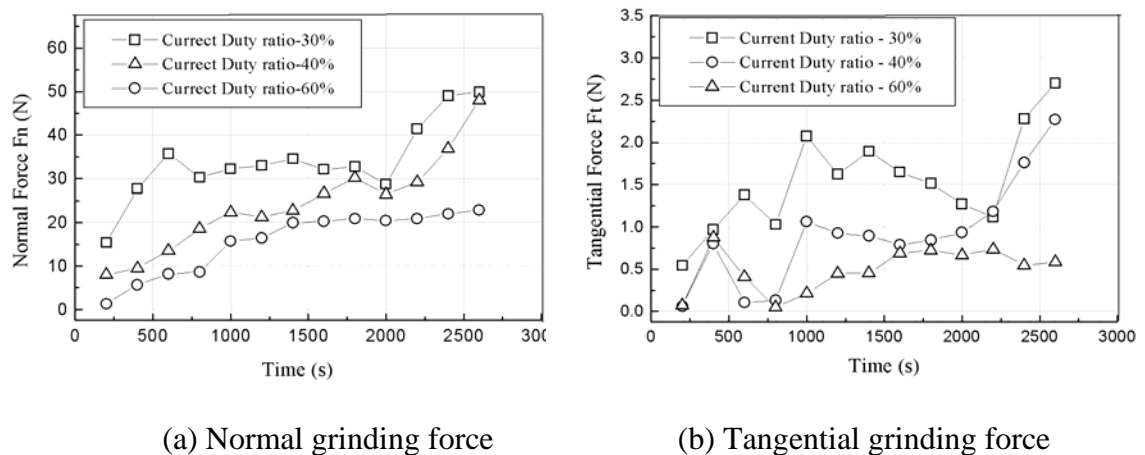 60
50
40
30
20
10
0
Normal Force Fn (N)
Currect Duty ratio-30%
Currect Duty ratio-40%
Currect Duty ratio-60%
0 500 1000 1500 2000 2500 300
Time (s)
3.5
3.0
2.5
2.0
1.5
1.0
0.5
0.0
Tangential Force Ft (N)
Current Duty ratio - 30%
Current Duty ratio - 40%
Current Duty ratio - 60%
0 500 1000 1500 2000 2500 3000
Time (s)
(a) Normal grinding force
(b) Tangential grinding force